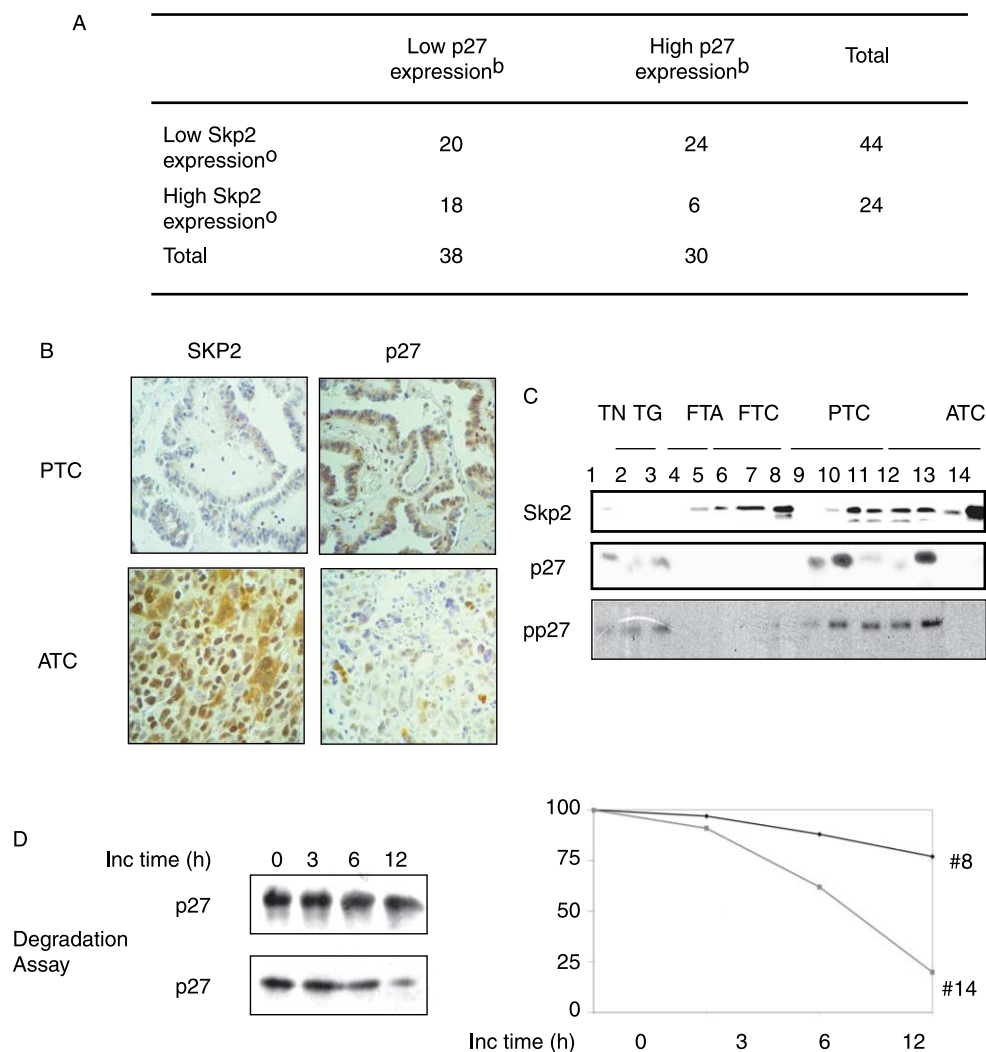 A
Low p27 expressionᵇ High p27 expressionᵇ Total
Low Skp2 expressionᴼ 20 24 44
High Skp2 expressionᴼ 18 6 24
Total 38 30
B
SKP2 p27
PTC
ATC
C
TN TG FTA FTC PTC ATC
1 2 3 4 5 6 7 8 9 10 11 12 13 14
Skp2
p27
pp27
D
Inc time (h) 0 3 6 12
p27
Degradation Assay
p27
100
75
50
25
0
#8
#14
Inc time (h) 0 3 6 12